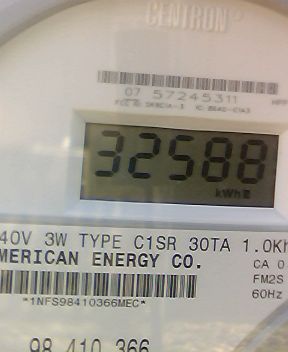 CENTRON®
07 57245311
32588
kWh
40V 3W TYPE C1SR 30TA 1.0Kh
MERICAN ENERGY CO.
CA 0
FM2S
60Hz
*1NFS98410366MEC*
98 410 366